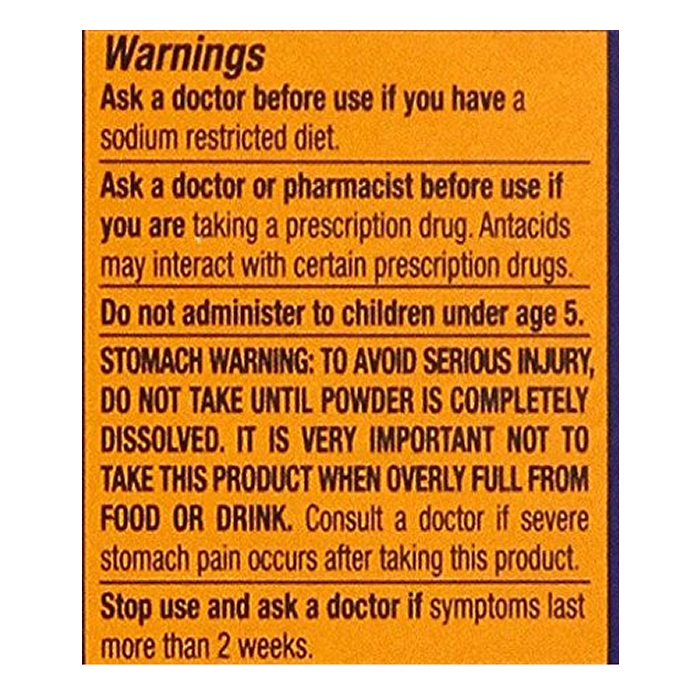 Warnings
Ask a doctor before use if you have a
sodium restricted diet.
Ask a doctor or pharmacist before use if
you are taking a prescription drug. Antacids
may interact with certain prescription drugs.
Do not administer to children under age 5.
STOMACH WARNING: TO AVOID SERIOUS INJURY,
DO NOT TAKE UNTIL POWDER IS COMPLETELY
DISSOLVED. IT IS VERY IMPORTANT NOT TO
TAKE THIS PRODUCT WHEN OVERLY FULL FROM
FOOD OR DRINK. Consult a doctor if severe
stomach pain occurs after taking this product.
Stop use and ask a doctor if symptoms last
more than 2 weeks.